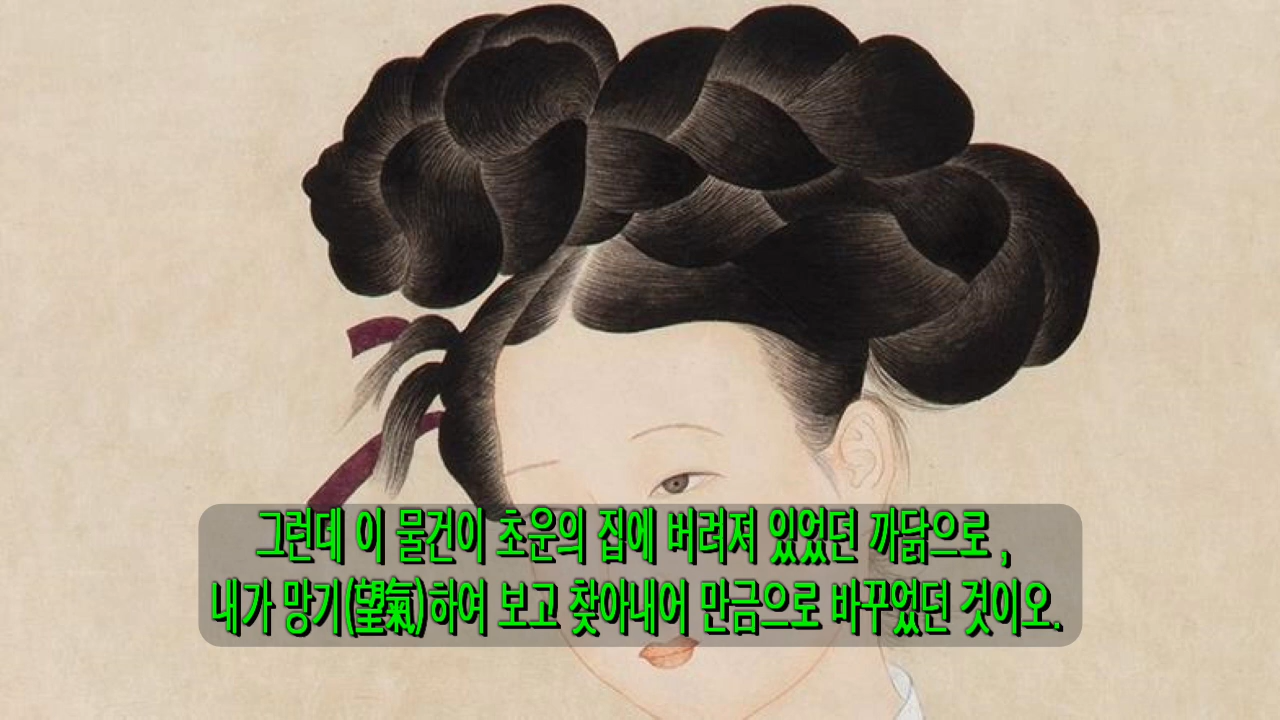 그런데 이 물건이 초운의 집에 버려져 있었던 까닭으로 ,
내가 망기(望氣)하여 보고 찾아내어 만금으로 바꾸었던 것이오.